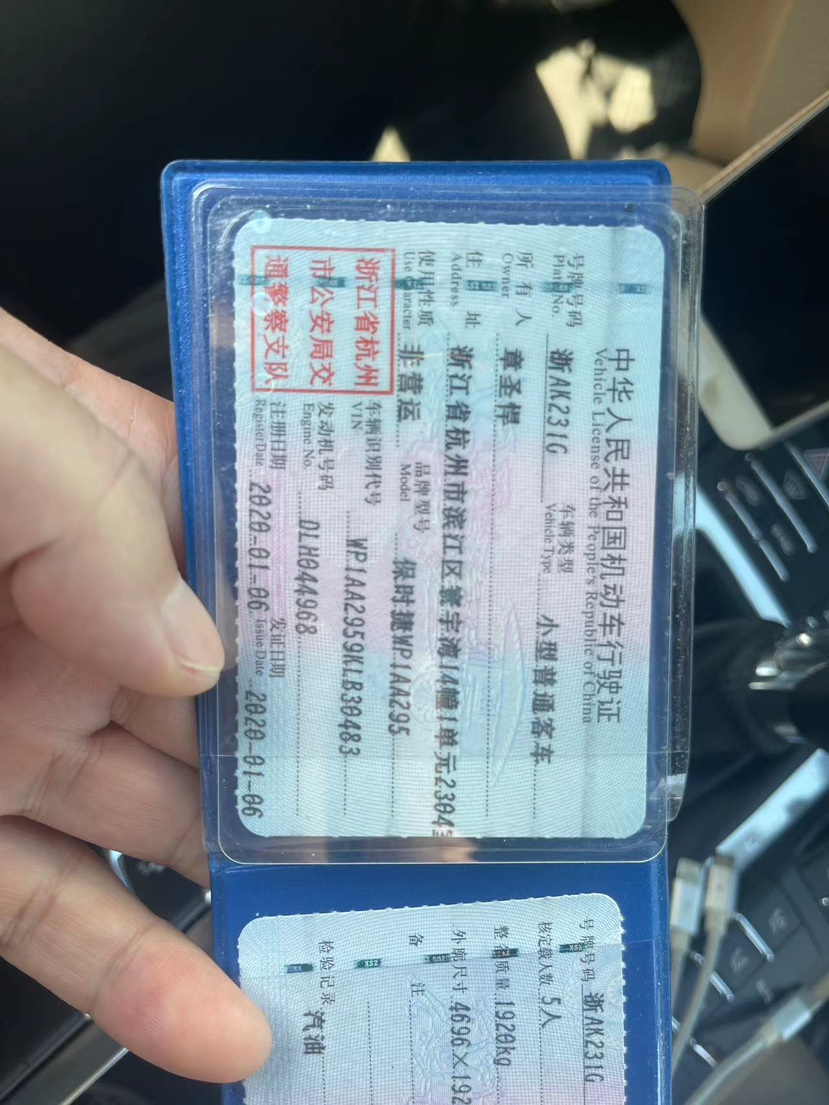 中华人民共和国机动车行驶证
Vehicle License of the People's Republic of China
号牌号码 浙AK231G 车辆类型 小型普通客车
Plate No. Vehicle Type
所有人 章圣悍
Owner
住址 浙江省杭州市滨江区寰宇湾14幢1单元2304室
Address
使用性质 非营运 品牌型号 保时捷WP1AA295
Use Character Model
浙江省杭州
市公安局交
通警察支队
车辆识别代号 WP1AA2959KLB30483
VIN
发动机号码 DLH044968
Engine No.
注册日期 2020-01-06 发证日期 2020-01-06
Register Date Issue Date
号牌号码 浙AK231G
核定载人数 5人
整备质量 1920kg
外廓尺寸 4696×192
备注
检验记录 汽油